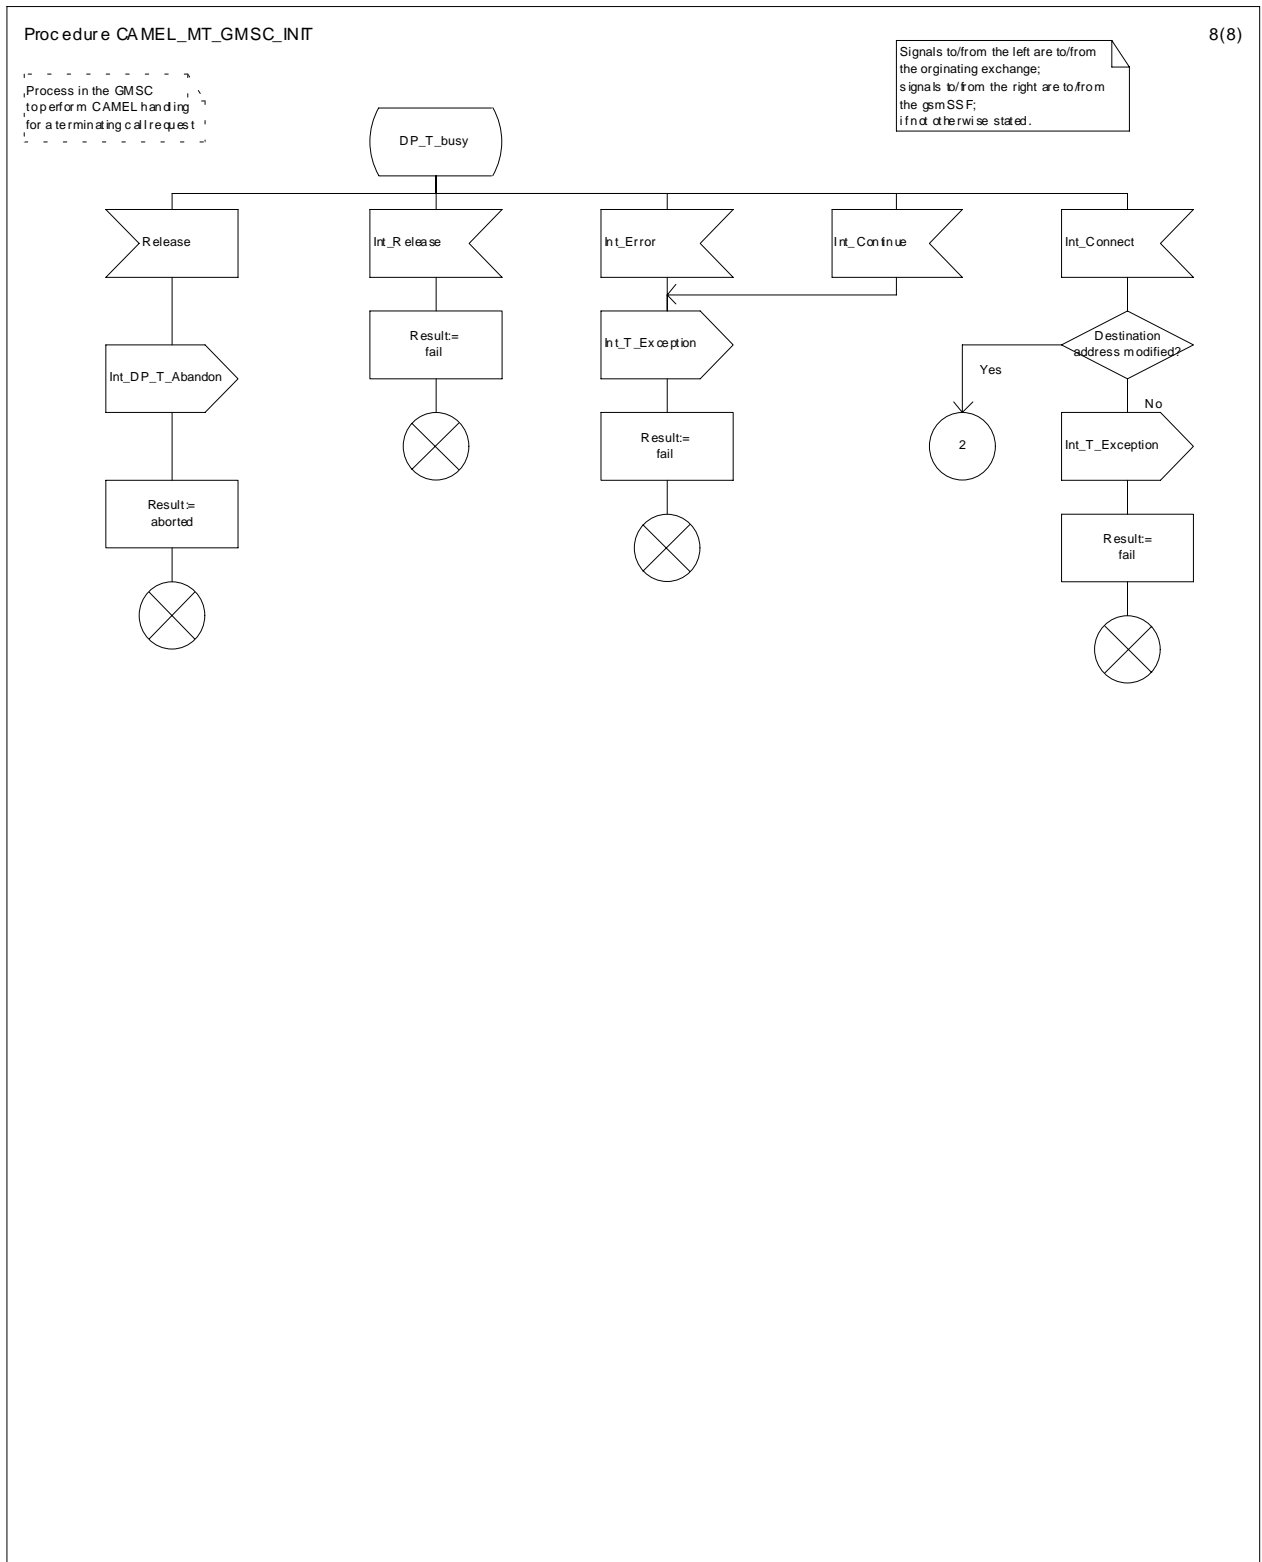 Procedure CAMEL_MT_GMSC_INIT
8(8)
Process in the GMSC
to perform CAMEL handling
for a terminating call request
Signals to/from the left are to/from
the orginating exchange;
signals to/from the right are to/from
the gsmSSF;
if not otherwise stated.
DP_T_busy
Release
Int_Release
Int_Error
Int_Continue
Int_Connect
Int_DP_T_Abandon
Result:=
fail
Int_T_Exception
Destination
address modified?
Yes
No
Result:=
aborted
Result:=
fail
2
Int_T_Exception
Result:=
fail